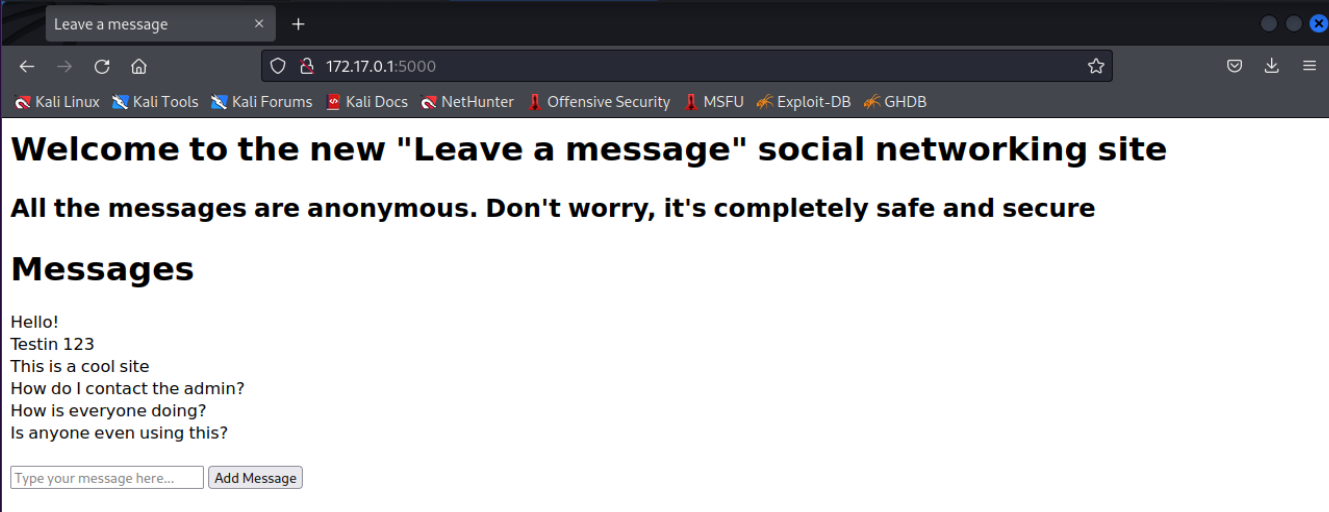 Leave a message
172.17.0.1:5000
Kali Linux Kali Tools Kali Forums Kali Docs NetHunter Offensive Security MSFU Exploit-DB GHDB
Welcome to the new "Leave a message" social networking site
All the messages are anonymous. Don't worry, it's completely safe and secure
Messages
Hello!
Testin 123
This is a cool site
How do I contact the admin?
How is everyone doing?
Is anyone even using this?
Type your message here... Add Message